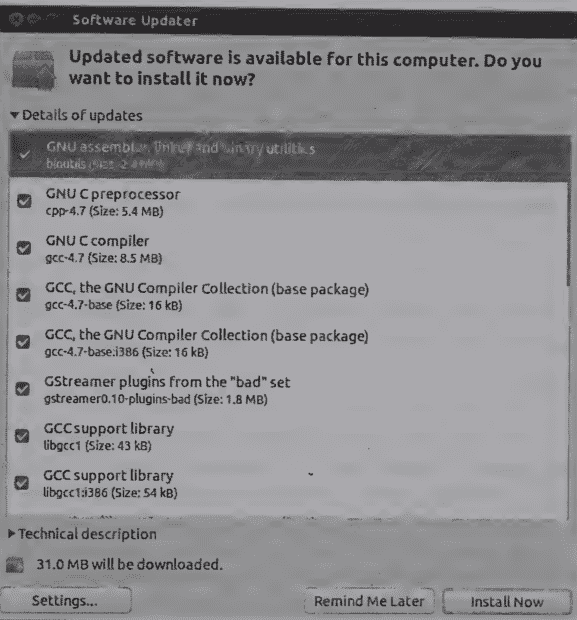 Software Updater
Updated software is available for this computer. Do you
want to install it now?
Details of updates
GNU assembler, linker and binary utilities
binutils (Size:
GNU C preprocessor
cpp-4.7 (Size: 5.4 MB)
GNU C compiler
gcc-4.7 (Size: 8.5 MB)
GCC, the GNU Compiler Collection (base package)
gcc-4.7-base (Size: 16 kB)
GCC, the GNU Compiler Collection (base package)
gcc-4.7-base:i386 (Size: 16 kB)
GStreamer plugins from the "bad" set
gstreamer0.10-plugins-bad (Size: 1.8 MB)
GCC support library
libgcc1 (Size: 43 kB)
GCC support library
libgcc1:i386 (Size: 54 kB)
Technical description
31.0 MB will be downloaded.
Settings...
Remind Me Later
Install Now